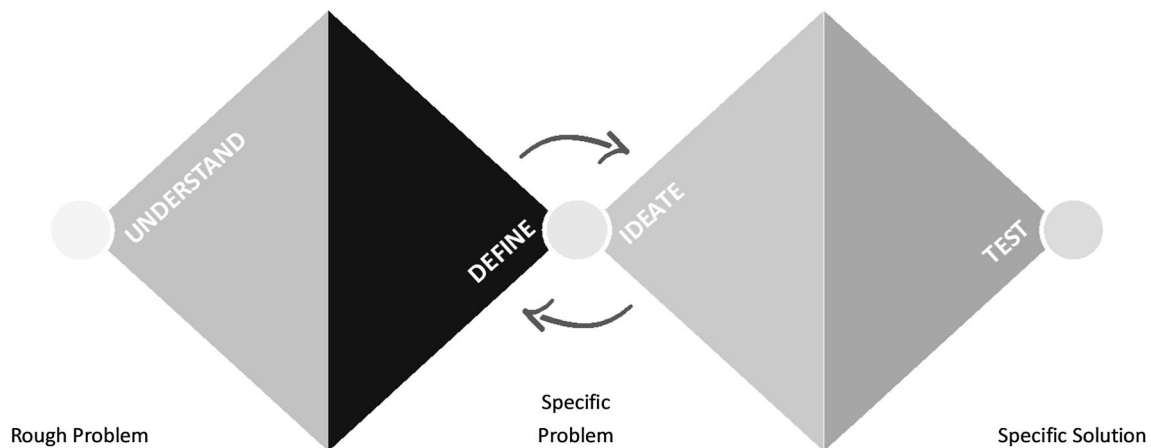 UNDERSTAND
DEFINE
IDEATE
TEST
Rough Problem
Specific
Problem
Specific Solution